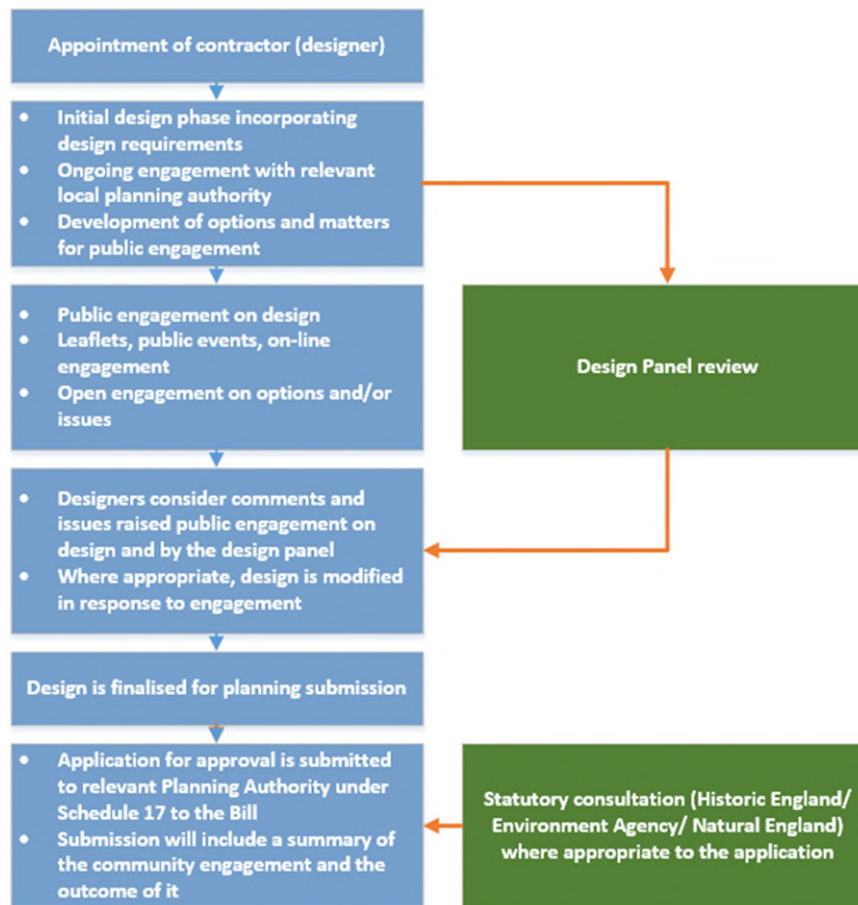 Appointment of contractor (designer)
• Initial design phase incorporating
design requirements
• Ongoing engagement with relevant
local planning authority
• Development of options and matters
for public engagement
• Public engagement on design
• Leaflets, public events, on-line
engagement
• Open engagement on options and/or
issues
Design Panel review
• Designers consider comments and
issues raised public engagement on
design and by the design panel
• Where appropriate, design is modified
in response to engagement
Design is finalised for planning submission
• Application for approval is submitted
to relevant Planning Authority under
Schedule 17 to the Bill
• Submission will include a summary of
the community engagement and the
outcome of it
Statutory consultation (Historic England/
Environment Agency/ Natural England)
where appropriate to the application